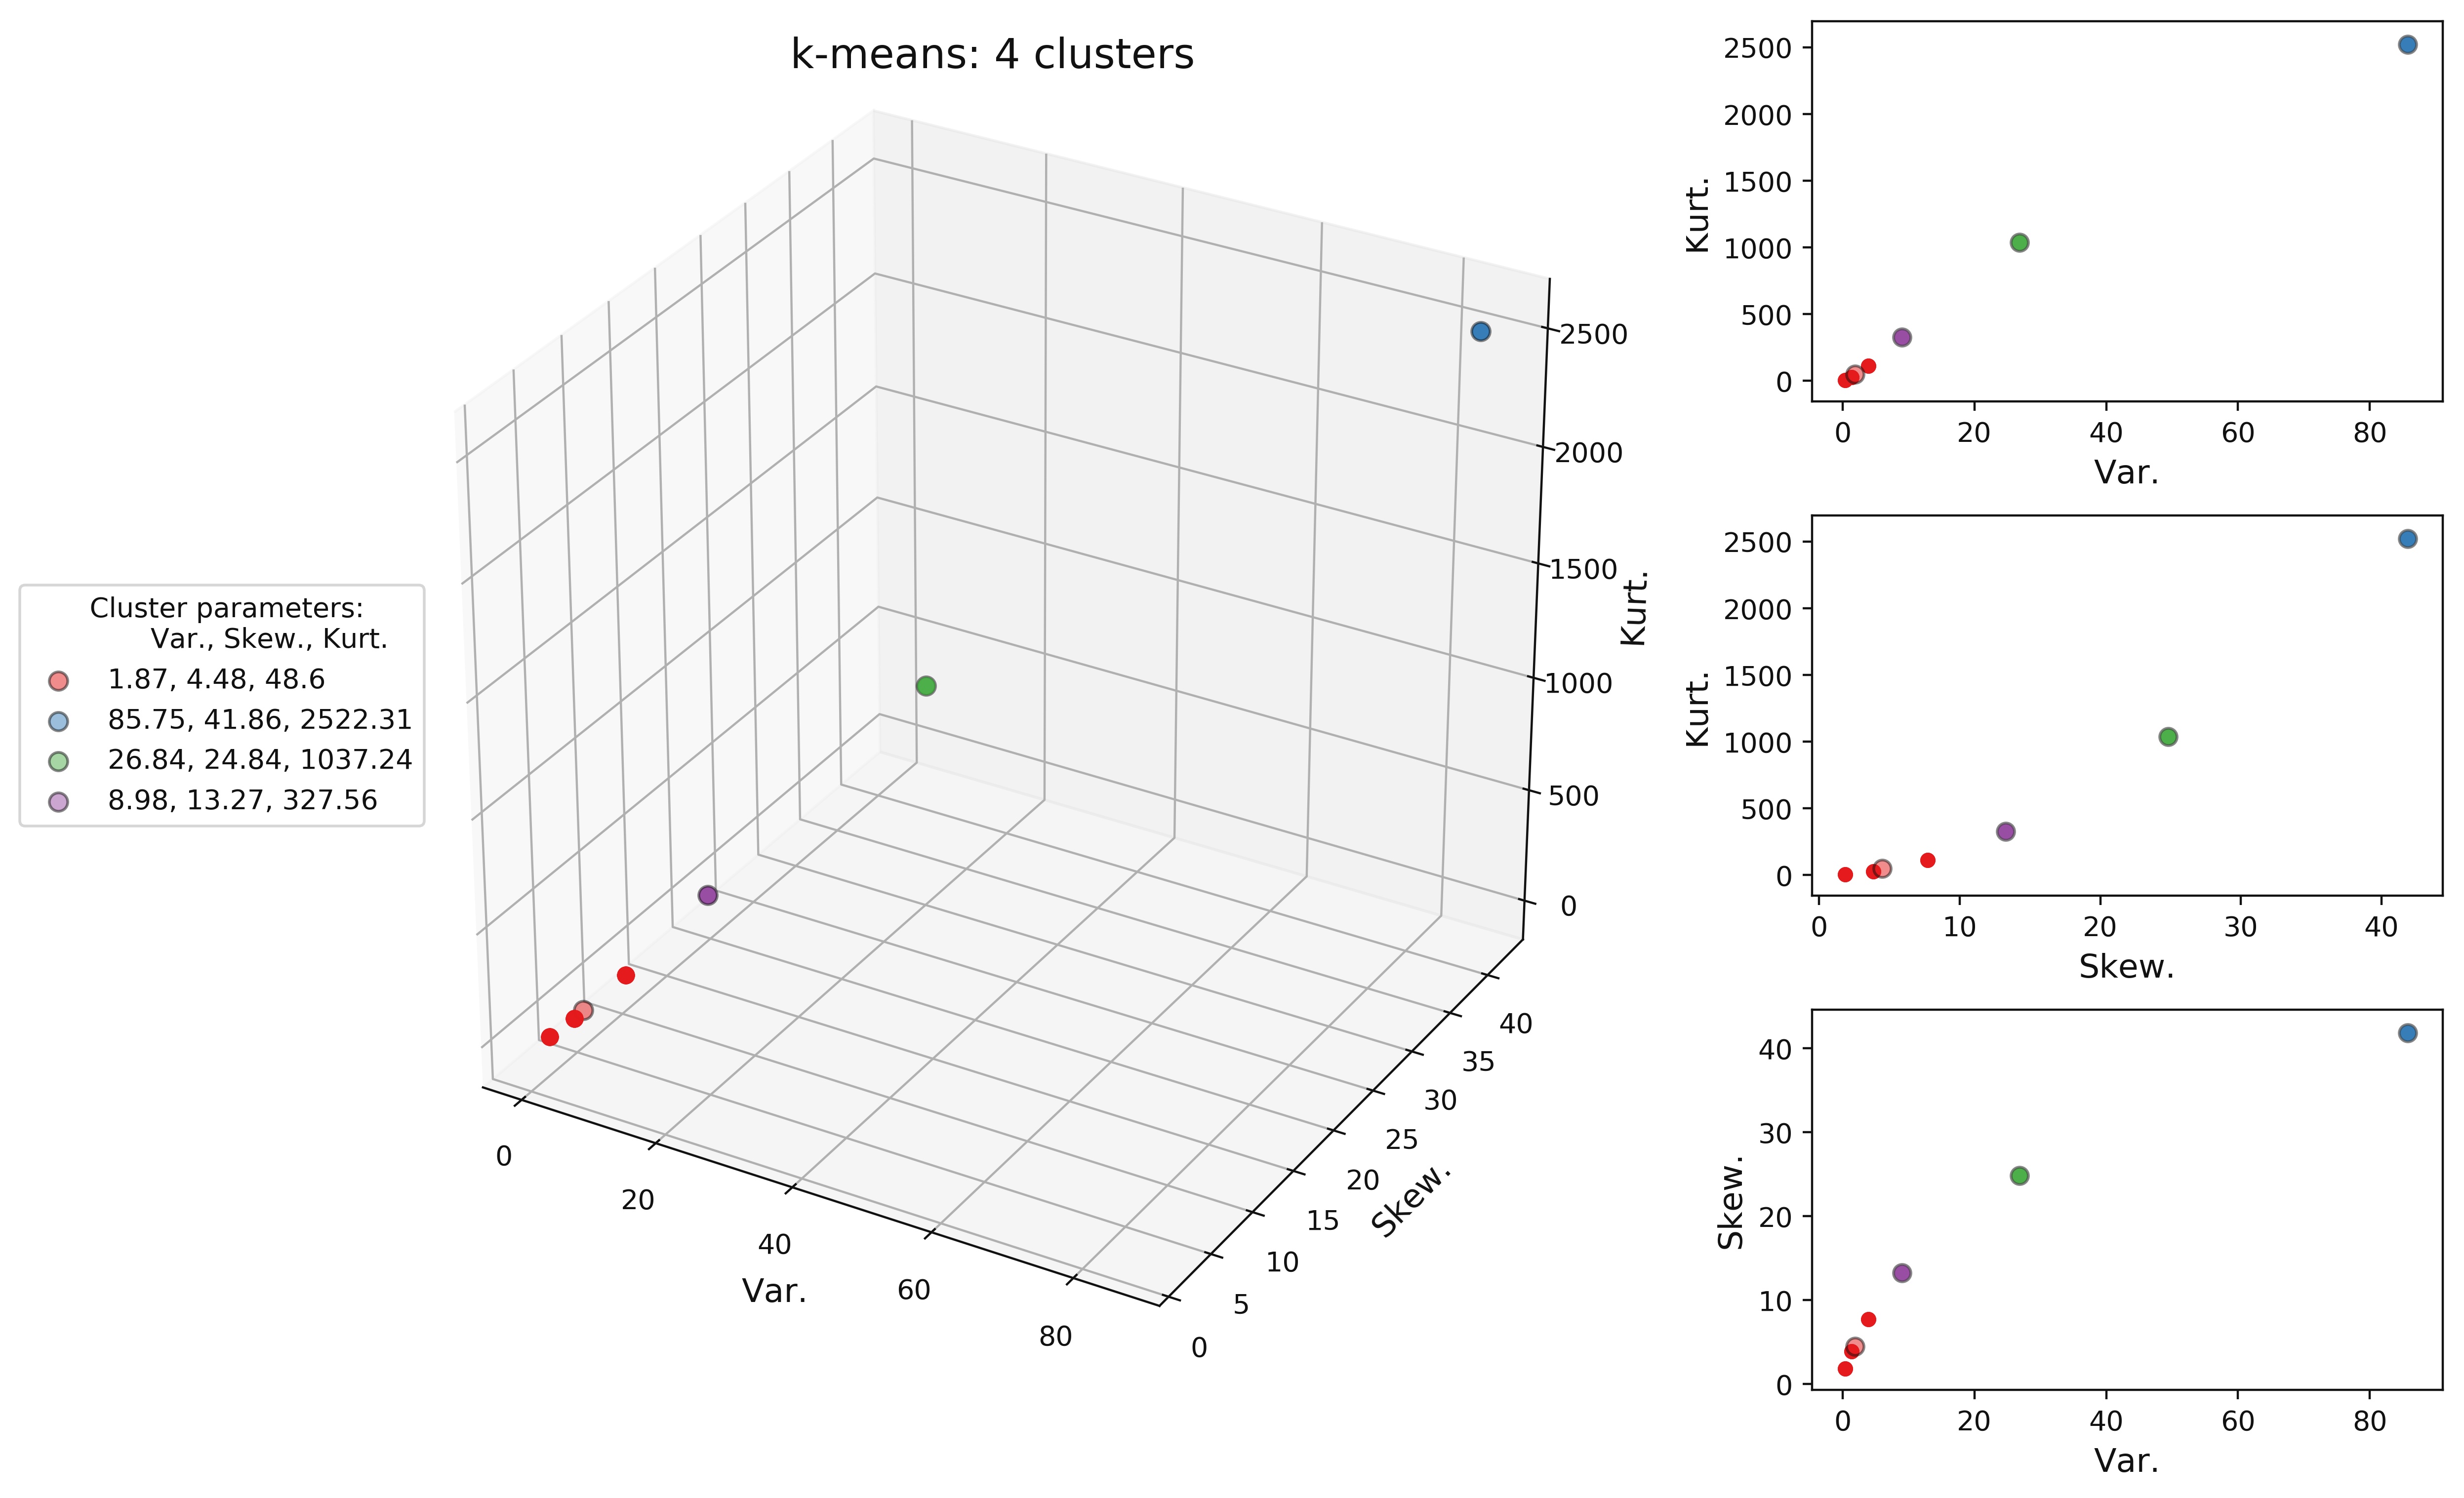 k-means: 4 clusters
Cluster parameters:
Var., Skew., Kurt.
1.87, 4.48, 48.6
85.75, 41.86, 2522.31
26.84, 24.84, 1037.24
8.98, 13.27, 327.56
0
20
40
60
80
Var.
0
5
10
15
20
25
30
35
40
Skew.
2500
2000
1500
1000
500
0
Kurt.
2500
2000
1500
1000
500
0
Kurt.
0 20 40 60 80
Var.
2500
2000
1500
1000
500
0
Kurt.
0 10 20 30 40
Skew.
40
30
20
10
0
Skew.
0 20 40 60 80
Var.